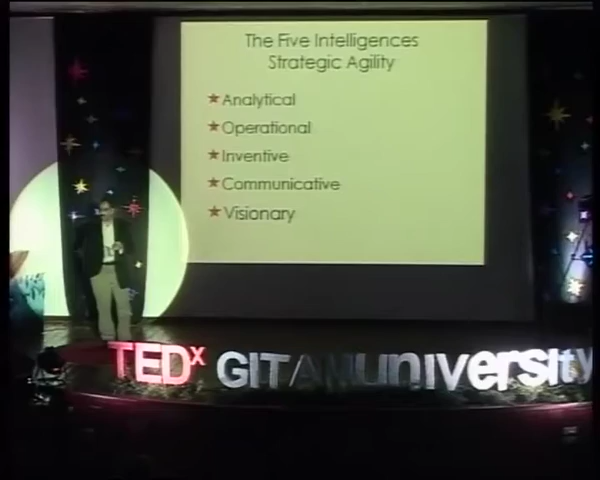 The Five Intelligences
Strategic Agility
Analytical
Operational
Inventive
Communicative
Visionary
TEDx GITAMuniversity